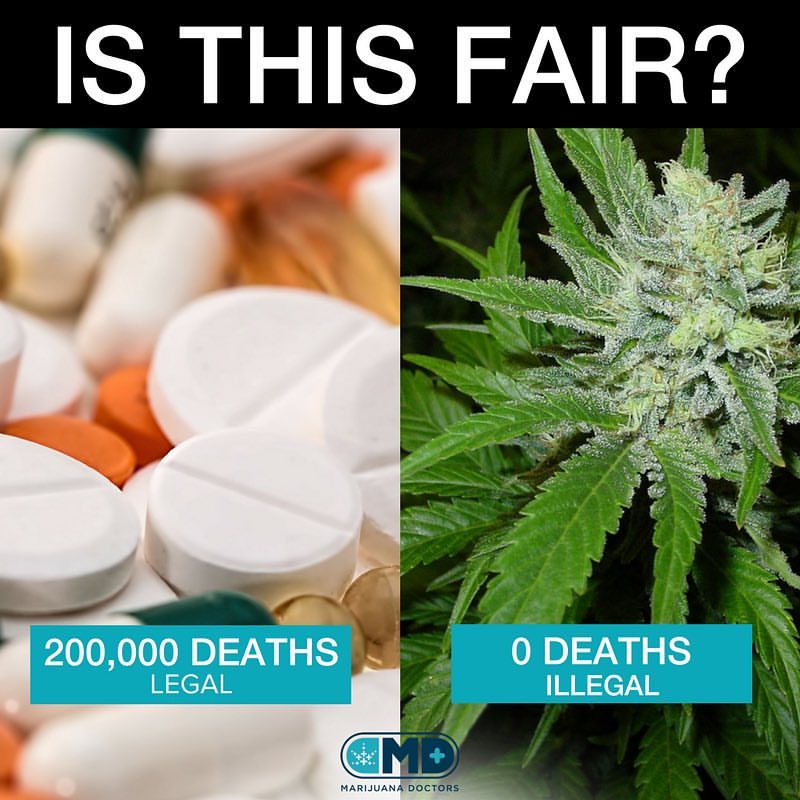 IS THIS FAIR?
200,000 DEATHS
LEGAL
0 DEATHS
ILLEGAL
MD
MARIJUANA DOCTORS